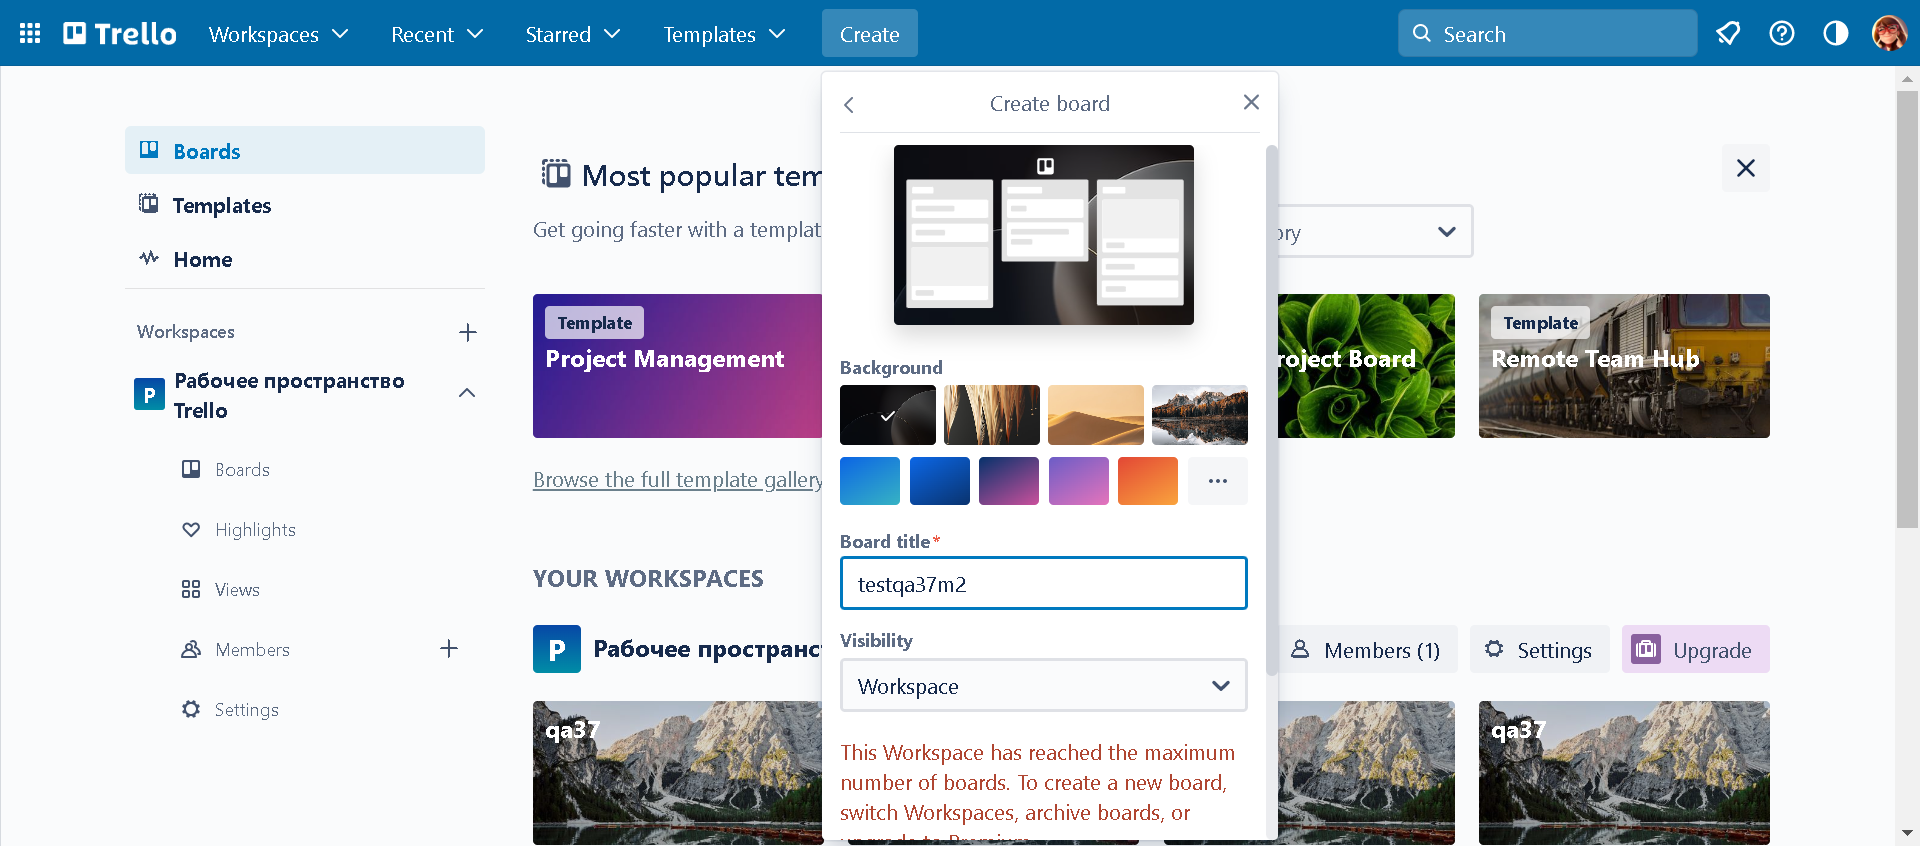 Trello
Workspaces
Recent
Starred
Templates
Create
Search
Boards
Templates
Home
Workspaces
P
Рабочее пространство
Trello
Boards
Highlights
Views
Members
Settings
Most popular tem
Get going faster with a templat
ory
Template
Project Management
roject Board
Template
Remote Team Hub
Browse the full template gallery
YOUR WORKSPACES
P
Рабочее пространс
Members (1)
Settings
Upgrade
qa37
qa37
Create board
Background
Board title*
testqa37m2
Visibility
Workspace
This Workspace has reached the maximum
number of boards. To create a new board,
switch Workspaces, archive boards, or
upgrade to Premium